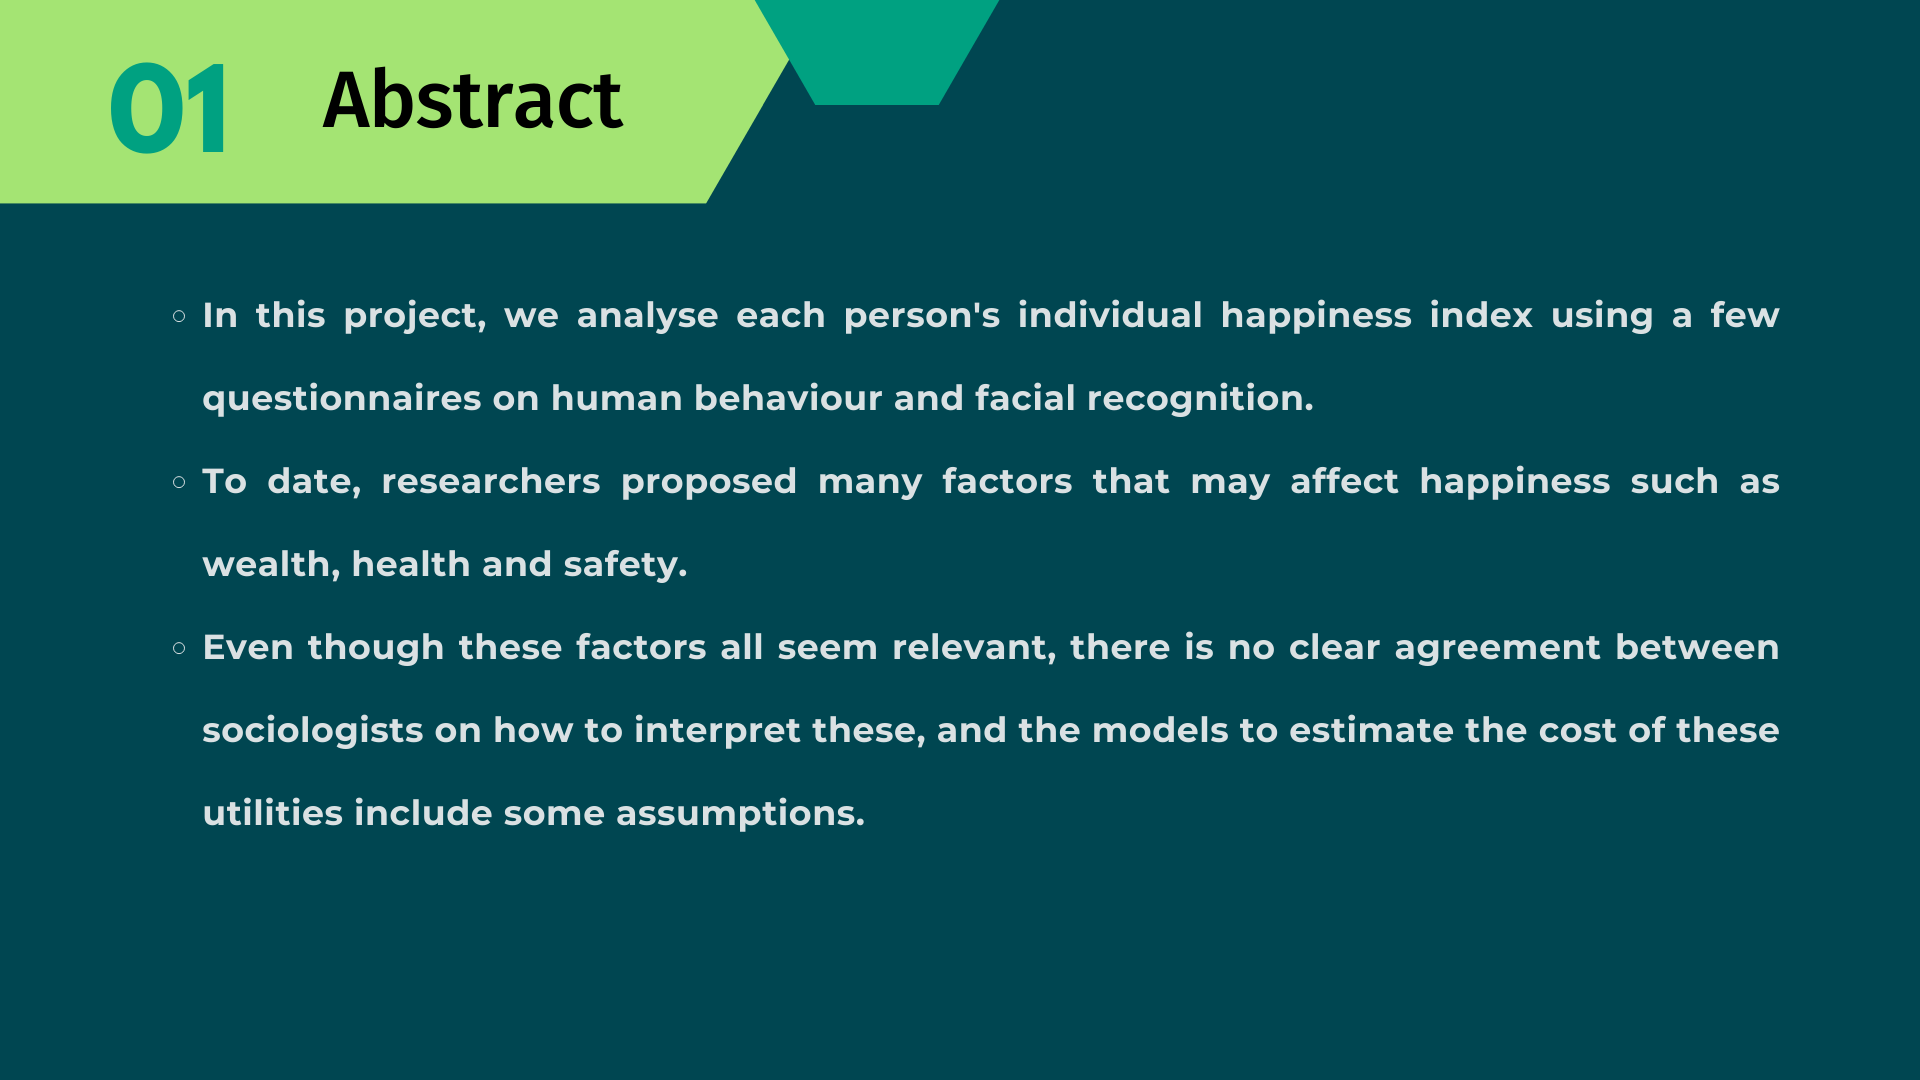 01 Abstract
In this project, we analyse each person's individual happiness index using a few
questionnaires on human behaviour and facial recognition.
To date, researchers proposed many factors that may affect happiness such as
wealth, health and safety.
Even though these factors all seem relevant, there is no clear agreement between
sociologists on how to interpret these, and the models to estimate the cost of these
utilities include some assumptions.